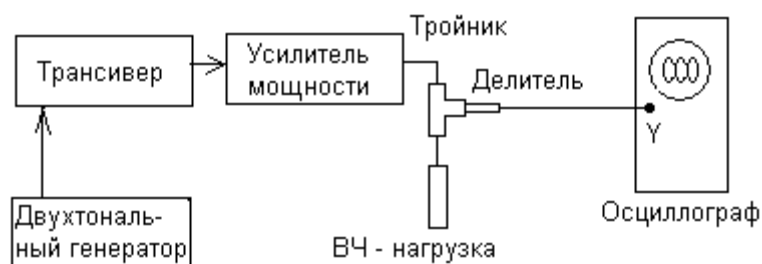 Тройник
Усилитель
мощности
Трансивер
Делитель
Y
Двухтональ-
ный генератор
ВЧ - нагрузка
Осциллограф